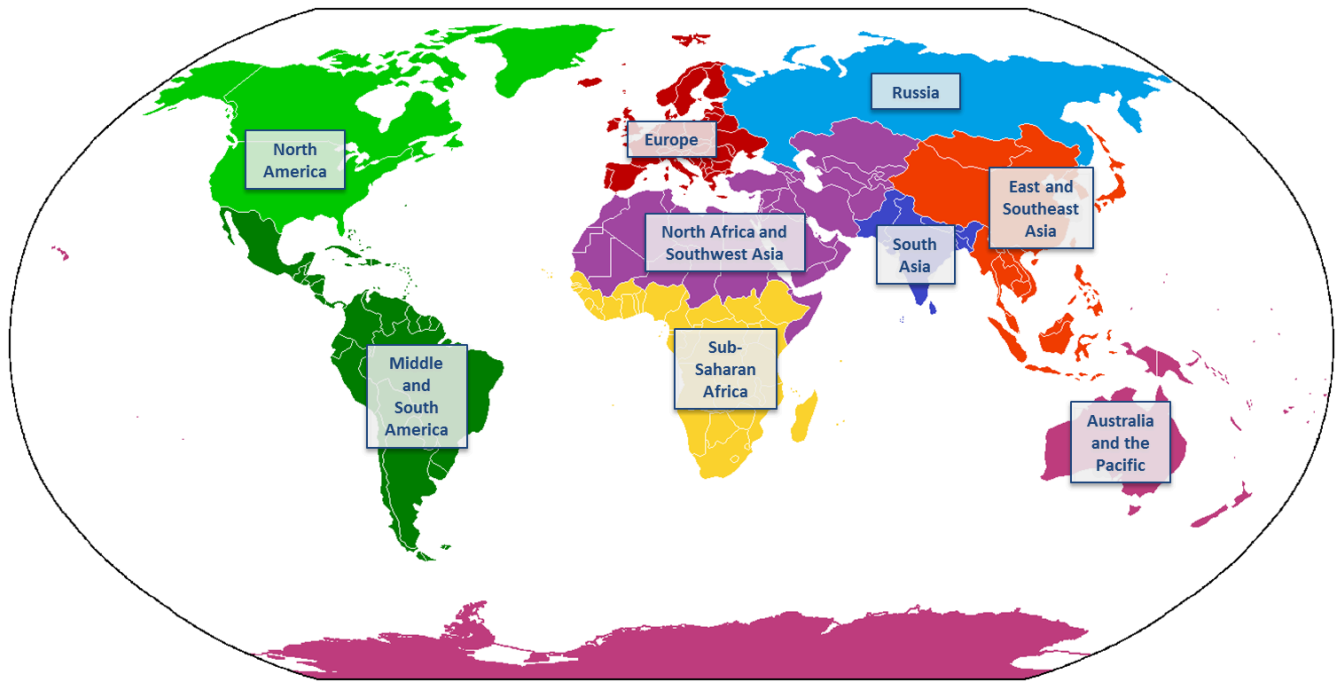 Russia
Europe
North
America
East and
Southeast
Asia
North Africa and
Southwest Asia
South
Asia
Sub-
Saharan
Africa
Middle
and
South
America
Australia
and the
Pacific